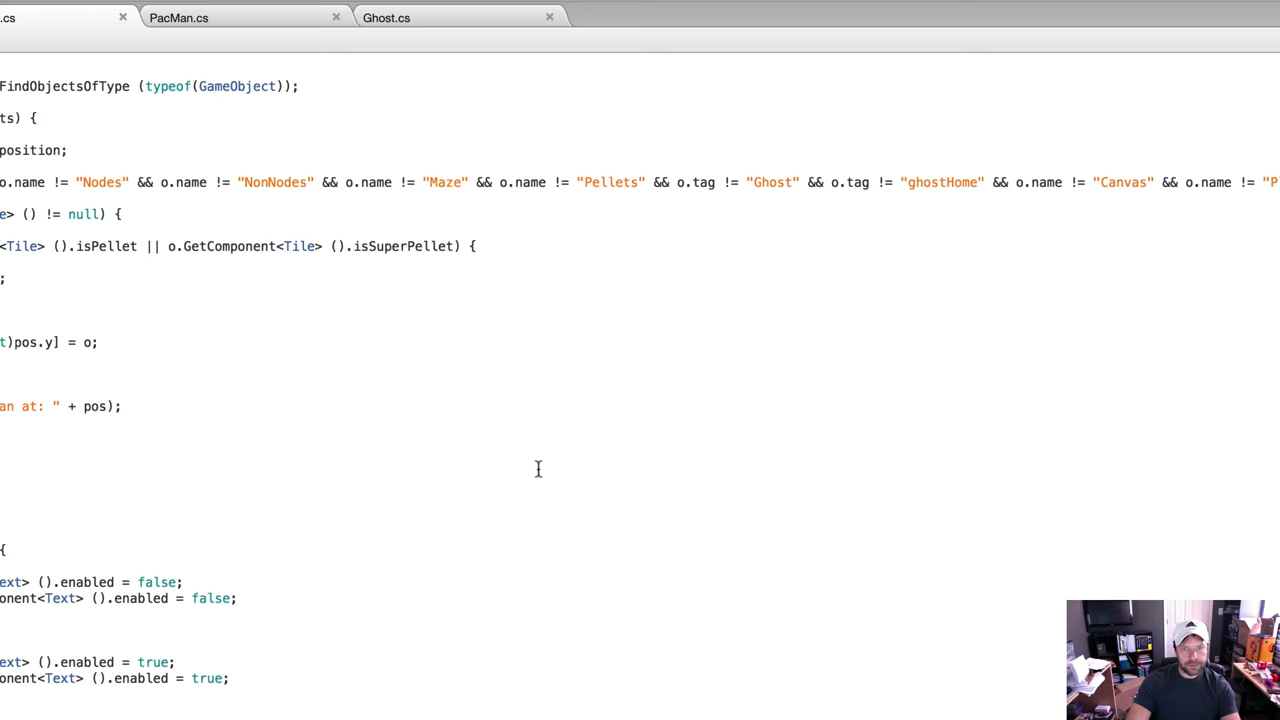 .cs PacMan.cs Ghost.cs
FindObjectsOfType (typeof(GameObject));
ts) {
position;
o.name != "Nodes" && o.name != "NonNodes" && o.name != "Maze" && o.name != "Pellets" && o.tag != "Ghost" && o.tag != "ghostHome" && o.name != "Canvas" && o.name != "P
e> () != null) {
<Tile> ().isPellet || o.GetComponent<Tile> ().isSuperPellet) {
;
t)pos.y] = o;
an at: " + pos);
{
ext> ().enabled = false;
onent<Text> ().enabled = false;
ext> ().enabled = true;
onent<Text> ().enabled = true;